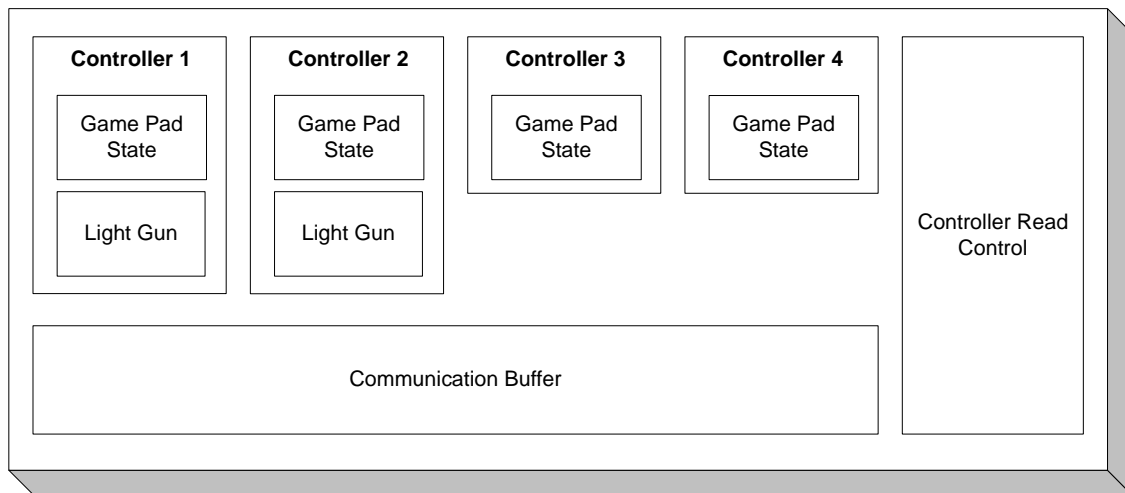 Controller 1
Game Pad
State
Light Gun
Controller 2
Game Pad
State
Light Gun
Controller 3
Game Pad
State
Controller 4
Game Pad
State
Controller Read
Control
Communication Buffer